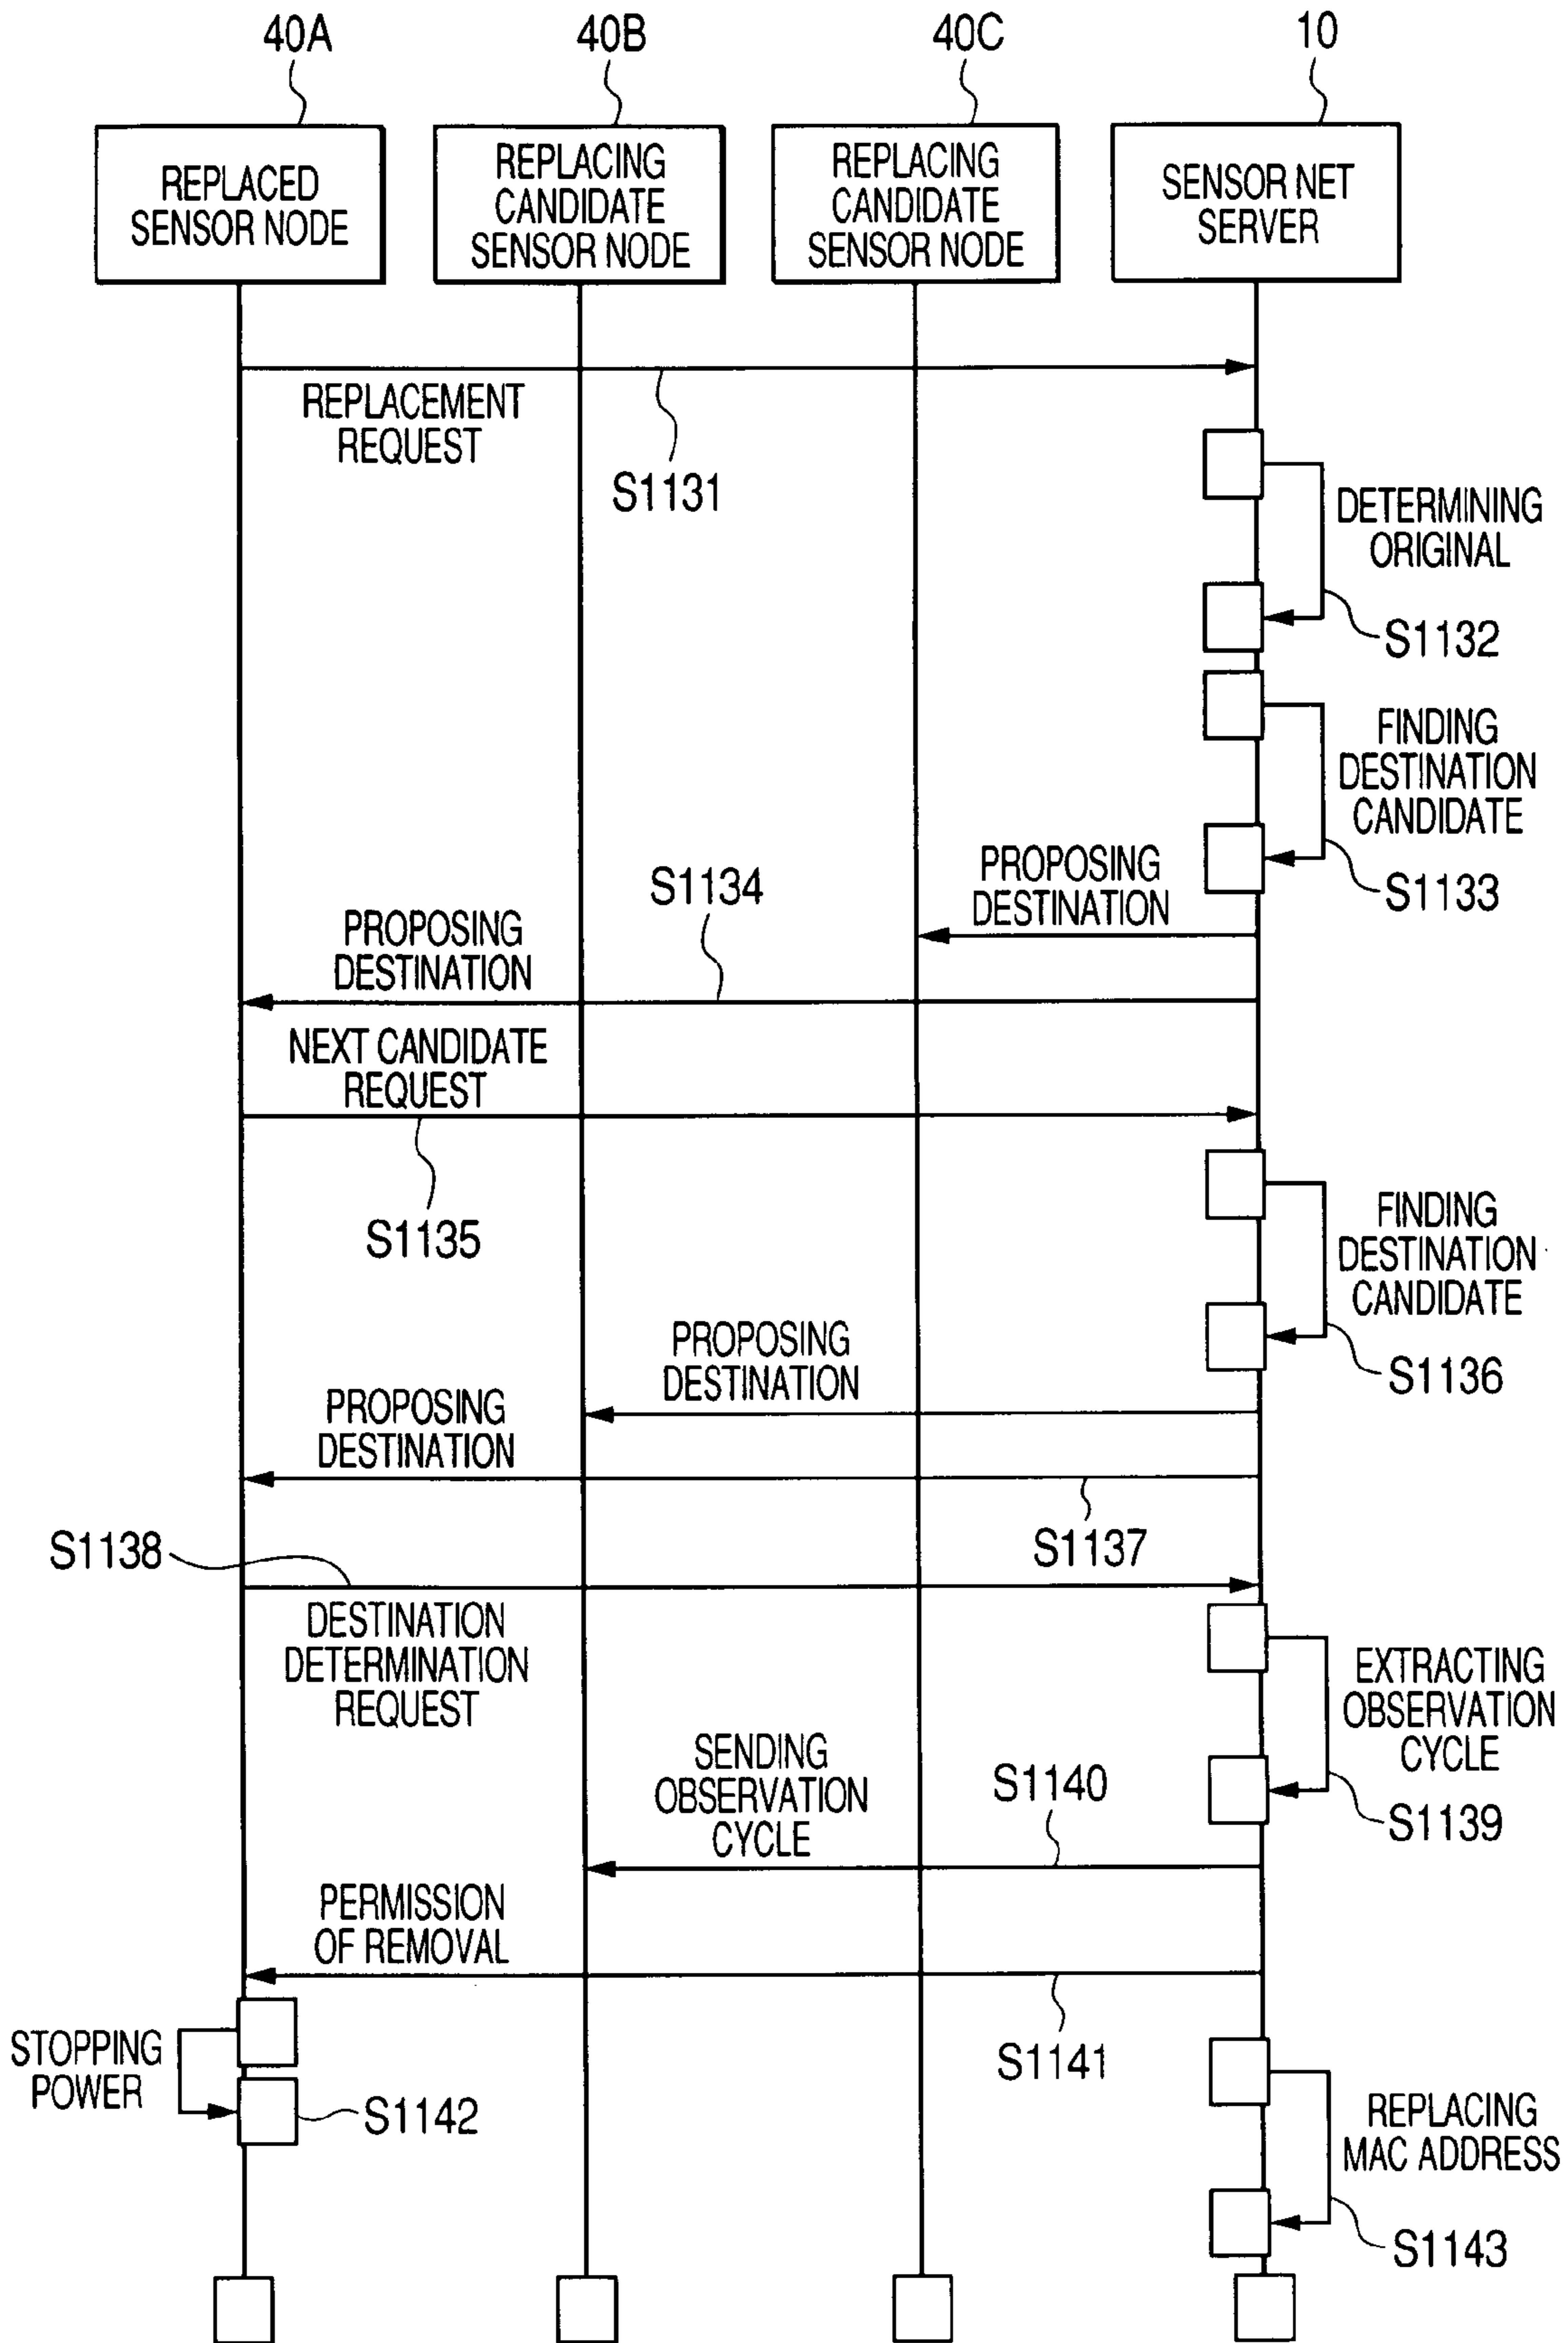 40A
40B
40C
10
REPLACED
SENSOR NODE
REPLACING
CANDIDATE
SENSOR NODE
REPLACING
CANDIDATE
SENSOR NODE
SENSOR NET
SERVER
REPLACEMENT
REQUEST
S1131
DETERMINING
ORIGINAL
S1132
FINDING
DESTINATION
CANDIDATE
S1133
PROPOSING
DESTINATION
S1134
PROPOSING
DESTINATION
NEXT CANDIDATE
REQUEST
S1135
FINDING
DESTINATION
CANDIDATE
S1136
PROPOSING
DESTINATION
PROPOSING
DESTINATION
S1137
S1138
DESTINATION
DETERMINATION
REQUEST
EXTRACTING
OBSERVATION
CYCLE
S1139
SENDING
OBSERVATION
CYCLE
S1140
PERMISSION
OF REMOVAL
S1141
STOPPING
POWER
S1142
REPLACING
MAC ADDRESS
S1143